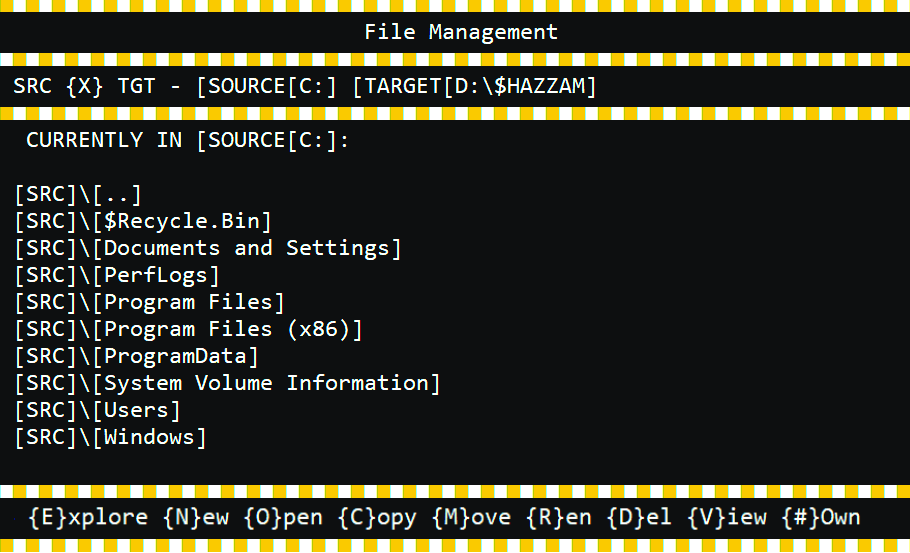 File Management
SRC {X} TGT - [SOURCE[C:] [TARGET[D:\$HAZZAM]
CURRENTLY IN [SOURCE[C:]:
[SRC]\[..]
[SRC]\[$Recycle.Bin]
[SRC]\[Documents and Settings]
[SRC]\[PerfLogs]
[SRC]\[Program Files]
[SRC]\[Program Files (x86)]
[SRC]\[ProgramData]
[SRC]\[System Volume Information]
[SRC]\[Users]
[SRC]\[Windows]
{E}xplore {N}ew {O}pen {C}opy {M}ove {R}en {D}el {V}iew {#}Own